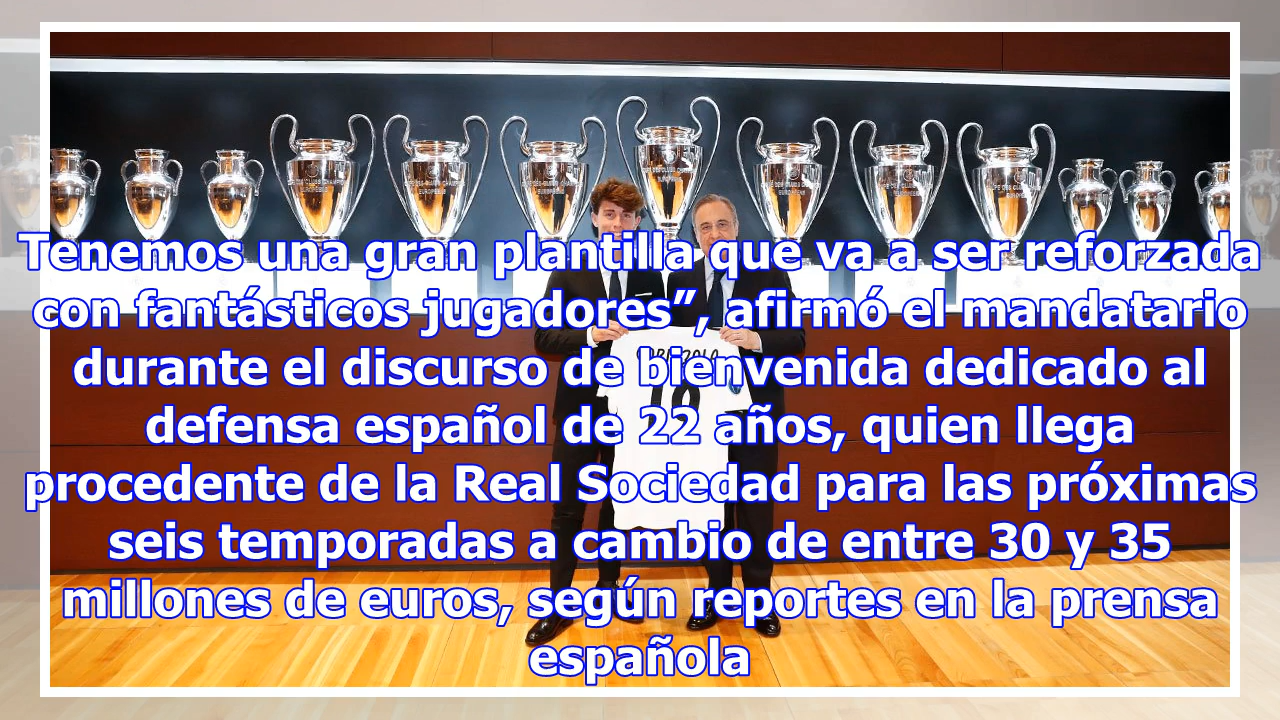 Tenemos una gran plantilla que va a ser reforzada
con fantásticos jugadores”, afirmó el mandatario
durante el discurso de bienvenida dedicado al
defensa español de 22 años, quien llega
procedente de la Real Sociedad para las próximas
seis temporadas a cambio de entre 30 y 35
millones de euros, según reportes en la prensa
española